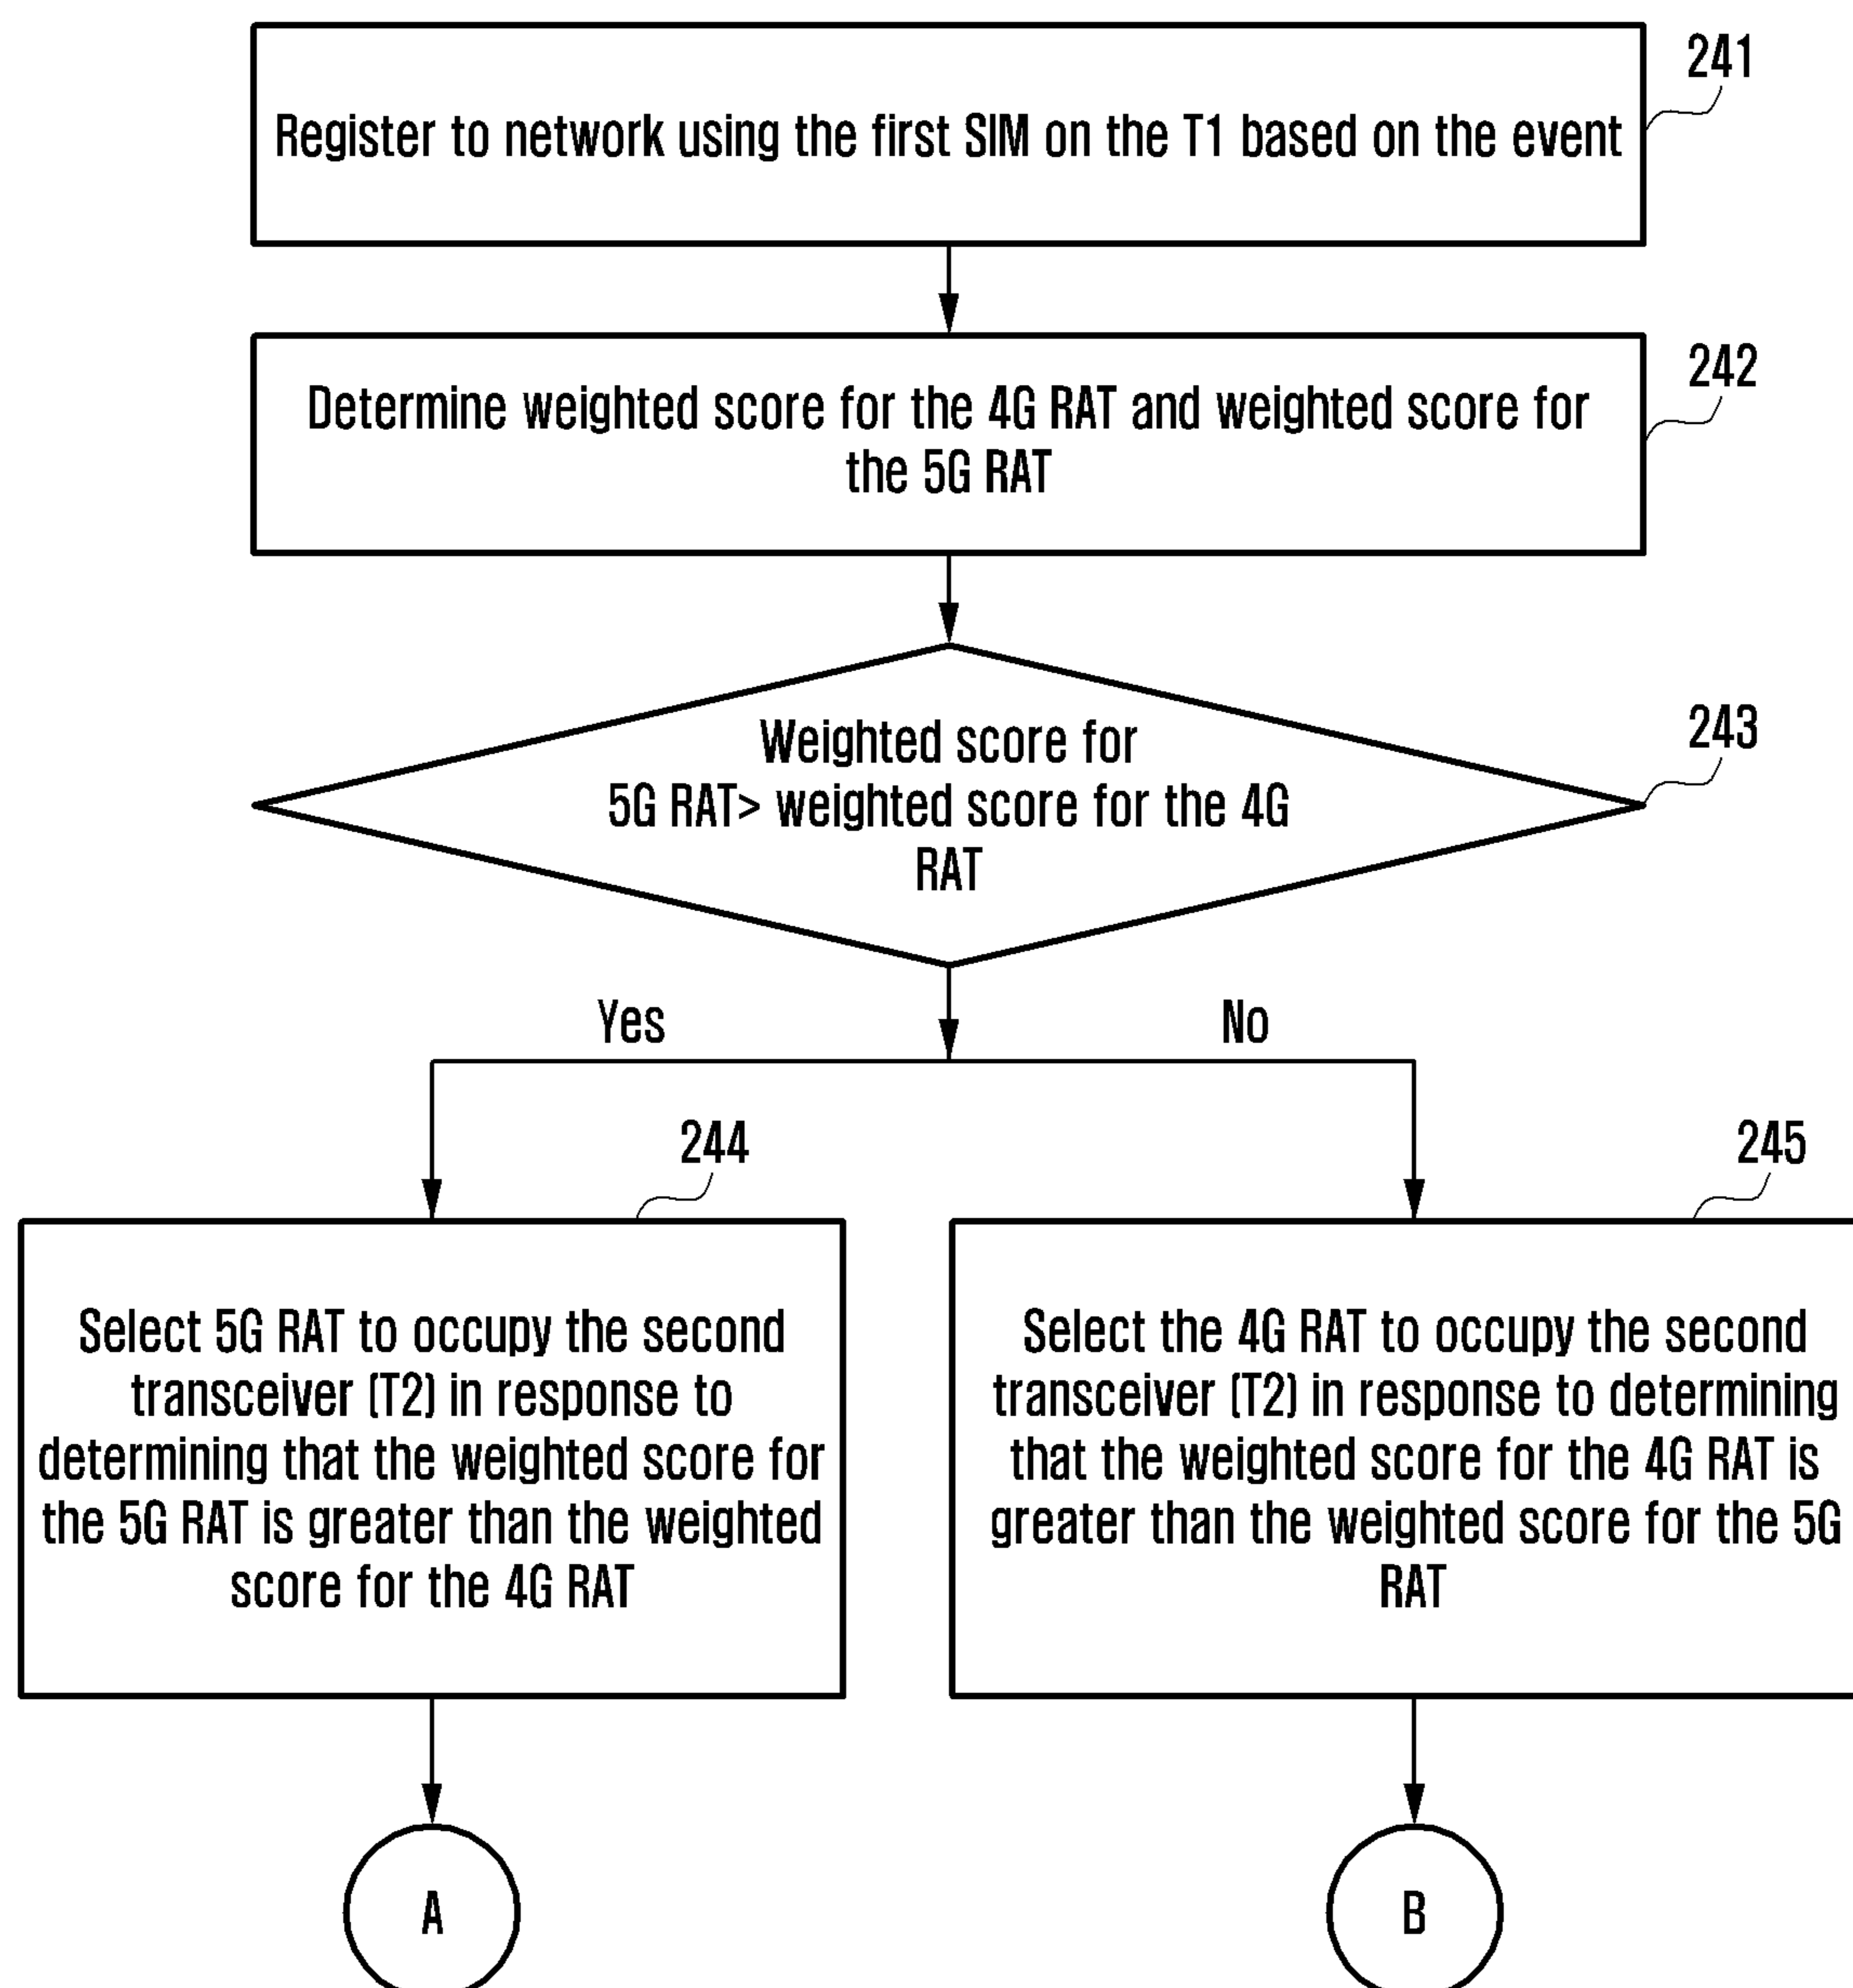 241
Register to network using the first SIM on the T1 based on the event
242
Determine weighted score for the 4G RAT and weighted score for
the 5G RAT
243
Weighted score for
5G RAT> weighted score for the 4G
RAT
Yes
No
244
Select 5G RAT to occupy the second
transceiver (T2) in response to
determining that the weighted score for
the 5G RAT is greater than the weighted
score for the 4G RAT
245
Select the 4G RAT to occupy the second
transceiver (T2) in response to determining
that the weighted score for the 4G RAT is
greater than the weighted score for the 5G
RAT
A
B